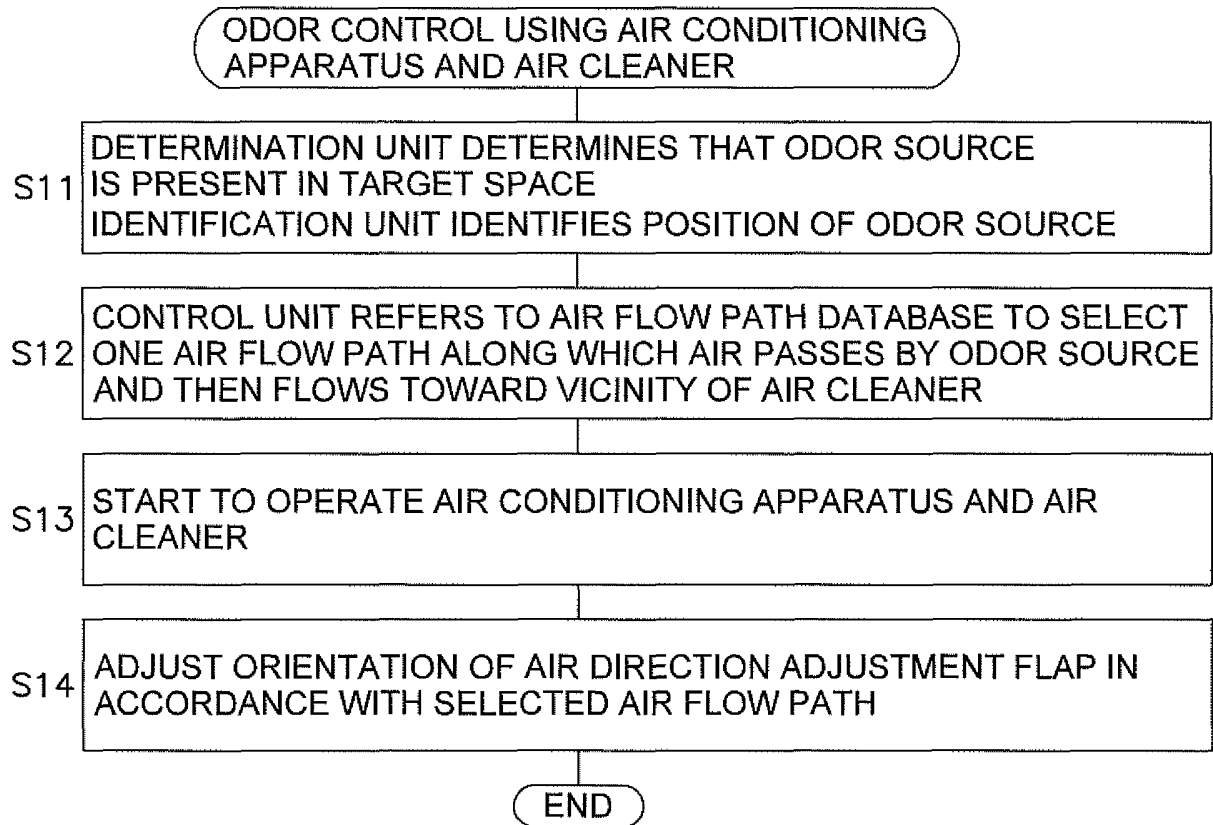 ODOR CONTROL USING AIR CONDITIONING
APPARATUS AND AIR CLEANER
S11
DETERMINATION UNIT DETERMINES THAT ODOR SOURCE
IS PRESENT IN TARGET SPACE
IDENTIFICATION UNIT IDENTIFIES POSITION OF ODOR SOURCE
S12
CONTROL UNIT REFERS TO AIR FLOW PATH DATABASE TO SELECT
ONE AIR FLOW PATH ALONG WHICH AIR PASSES BY ODOR SOURCE
AND THEN FLOWS TOWARD VICINITY OF AIR CLEANER
S13
START TO OPERATE AIR CONDITIONING APPARATUS AND AIR
CLEANER
S14
ADJUST ORIENTATION OF AIR DIRECTION ADJUSTMENT FLAP IN
ACCORDANCE WITH SELECTED AIR FLOW PATH
END